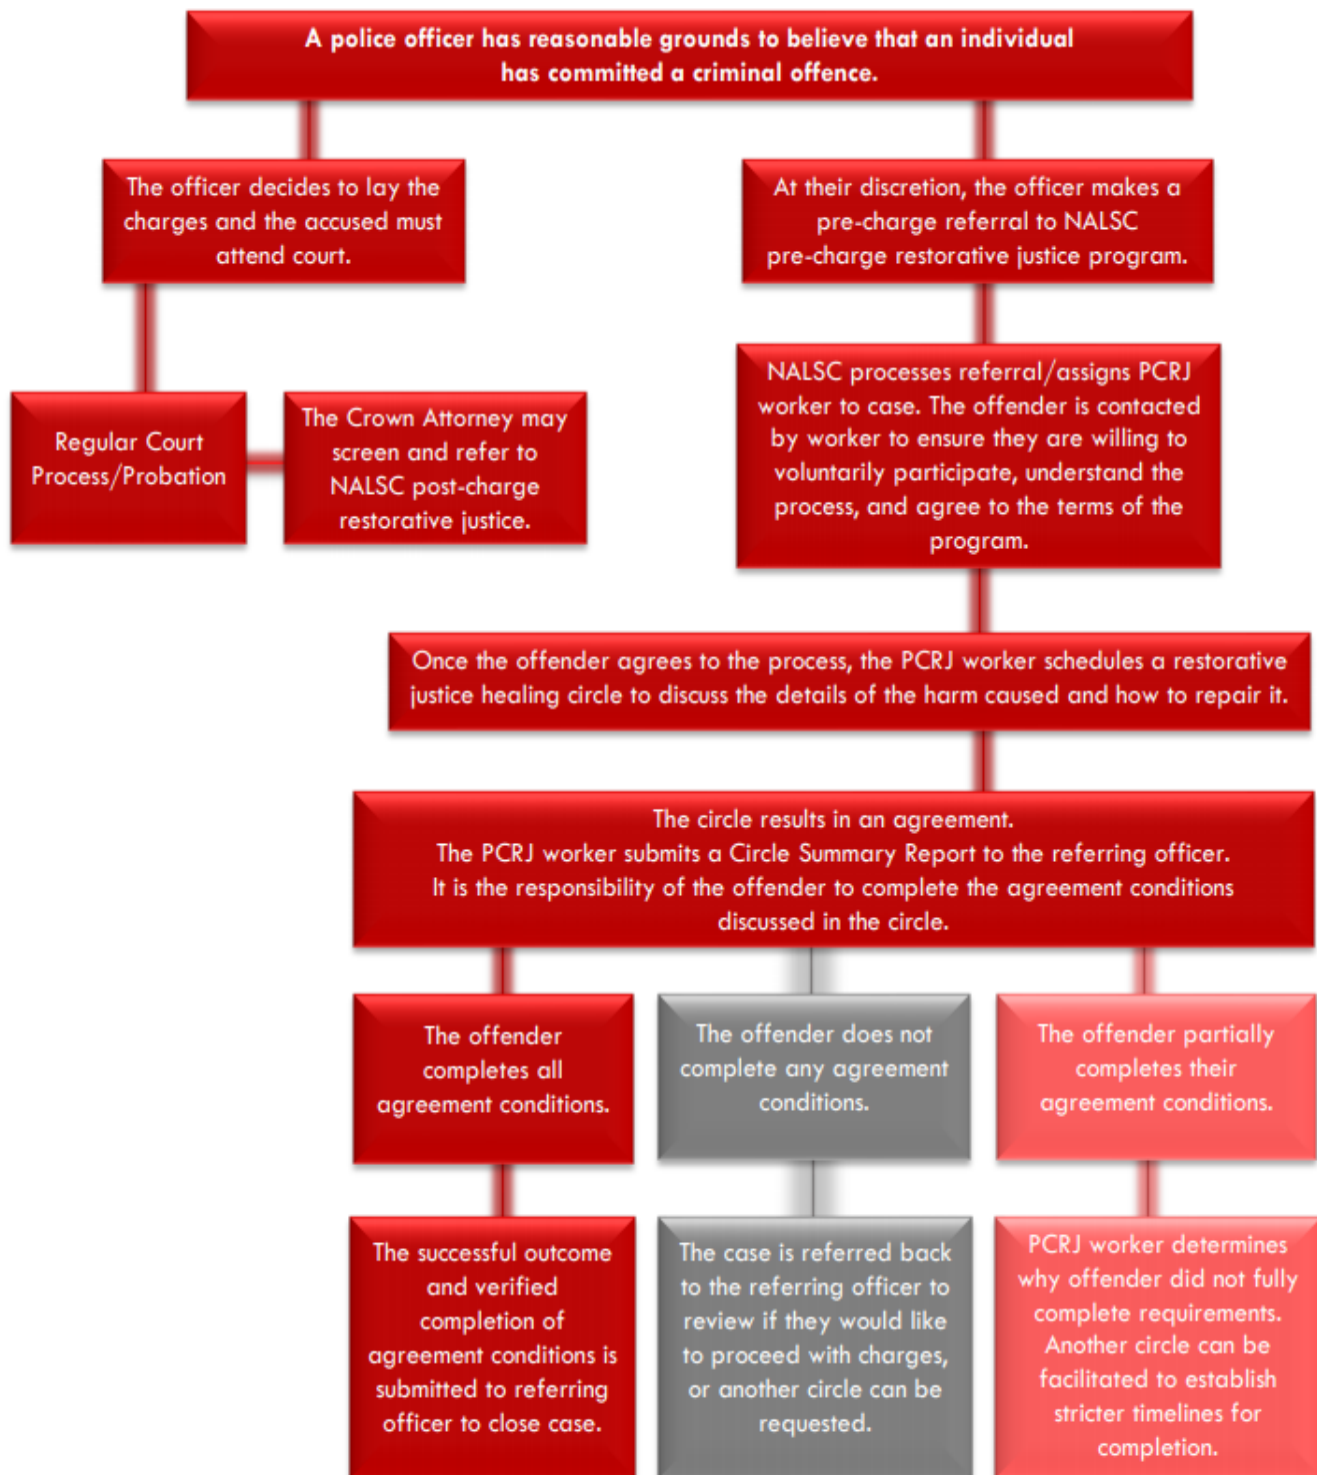 A police officer has reasonable grounds to believe that an individual
has committed a criminal offence.
The officer decides to lay the
charges and the accused must
attend court.
At their discretion, the officer makes a
pre-charge referral to NALSC
pre-charge restorative justice program.
Regular Court
Process/Probation
The Crown Attorney may
screen and refer to
NALSC post-charge
restorative justice.
NALSC processes referral/assigns PCRJ
worker to case. The offender is contacted
by worker to ensure they are willing to
voluntarily participate, understand the
process, and agree to the terms of the
program.
Once the offender agrees to the process, the PCRJ worker schedules a restorative
justice healing circle to discuss the details of the harm caused and how to repair it.
The circle results in an agreement.
The PCRJ worker submits a Circle Summary Report to the referring officer.
It is the responsibility of the offender to complete the agreement conditions
discussed in the circle.
The offender
completes all
agreement conditions.
The offender does not
complete any agreement
conditions.
The offender partially
completes their
agreement conditions.
The successful outcome
and verified
completion of
agreement conditions is
submitted to referring
officer to close case.
The case is referred back
to the referring officer to
review if they would like
to proceed with charges,
or another circle can be
requested.
PCRJ worker determines
why offender did not fully
complete requirements.
Another circle can be
facilitated to establish
stricter timelines for
completion.